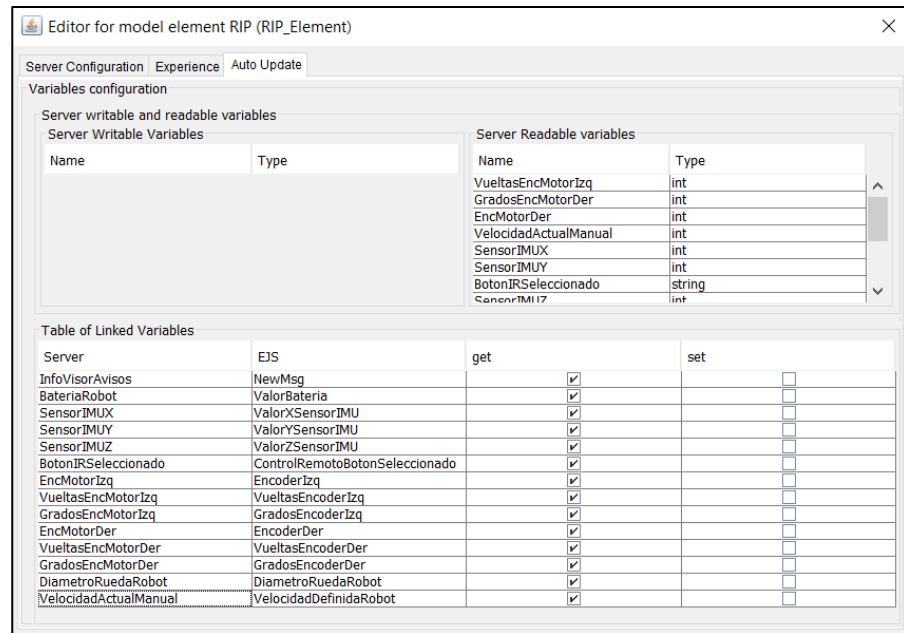 Editor for model element RIP (RIP_Element)
Server Configuration Experience Auto Update
Variables configuration
Server writable and readable variables
Server Writable Variables
Name Type
Server Readable variables
Name Type
VueltasEncMotorIzq int
GradosEncMotorDer int
EncMotorDer int
VelocidadActualManual int
SensorIMUX int
SensorIMUY int
BotonIRSeleccionado string
SensorIMUZ int
Table of Linked Variables
Server EJS get set
InfoVisorAvisos NewMsg
BateriaRobot ValorBateria
SensorIMUX ValorXSensorIMU
SensorIMUY ValorYSensorIMU
SensorIMUZ ValorZSensorIMU
BotonIRSeleccionado ControlRemotoBotonSeleccionado
EncMotorIzq EncoderIzq
VueltasEncMotorIzq VueltasEncoderIzq
GradosEncMotorIzq GradosEncoderIzq
EncMotorDer EncoderDer
VueltasEncMotorDer VueltasEncoderDer
GradosEncMotorDer GradosEncoderDer
DiametroRuedaRobot DiametroRuedaRobot
VelocidadActualManual VelocidadDefinidaRobot